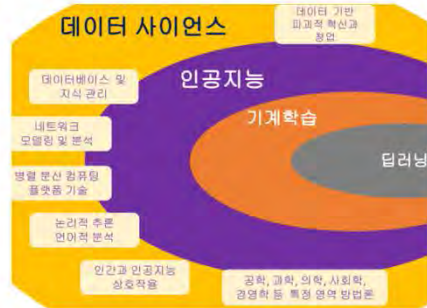 데이터 사이언스
데이터 기반
파괴적 혁신과
창업
인공지능
데이터베이스 및
지식 관리
기계학습
네트워크
모델링 및 분석
딥러닝
병렬 분산 컴퓨팅
플랫폼 기술
논리적 추론
언어적 분석
인간과 인공지능
상호작용
공학, 과학, 의학, 사회학,
경영학 등 특정 영역 방법론